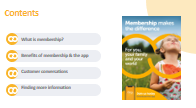 Contents
What is membership?
Benefits of membership & the app
Customer conversations
Finding more information
Membership makes
the difference
For you,
your family
and your
world